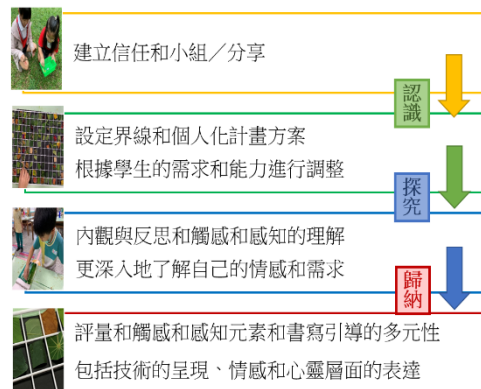 建立信任和小組／分享
認識
設定界線和個人化計畫方案
根據學生的需求和能力進行調整
探究
內觀與反思和觸感和感知的理解
更深入地了解自己的情感和需求
歸納
評量和觸感和感知元素和書寫引導的多元性
包括技術的呈現、情感和心靈層面的表達